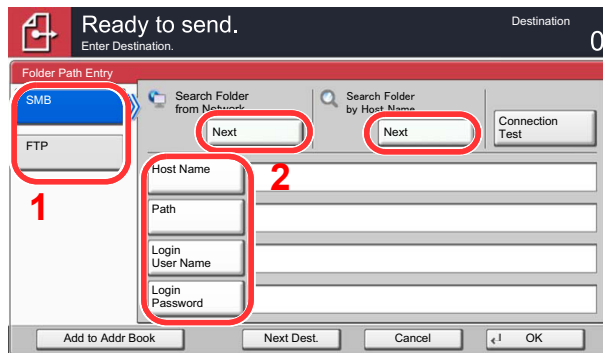 Ready to send.
Destination
Enter Destination.
0
Folder Path Entry
SMB
FTP
1
Search Folder
from Network
Next
Search Folder
by Host Name
Next
Connection
Test
2
Host Name
Path
Login
User Name
Login
Password
Add to Addr Book
Next Dest.
Cancel
OK